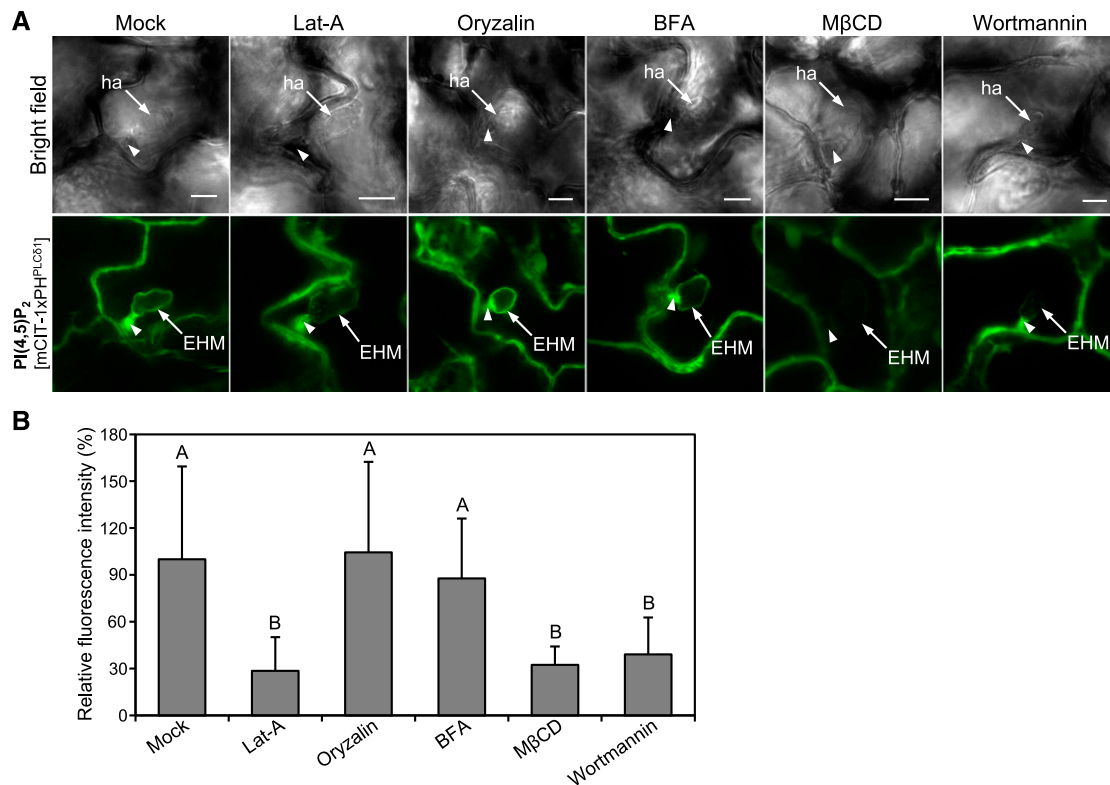 A
Mock Lat-A Oryzalin BFA MβCD Wortmannin
Bright field
ha ha ha ha ha ha
PI(4,5)P₂
[mCIT-1xPHᴾᴸᶜᵟ¹]
EHM EHM EHM EHM EHM EHM
B
Relative fluorescence intensity (%)
180
150
120
90
60
30
0
A B A A B B
Mock Lat-A Oryzalin BFA MβCD Wortmannin